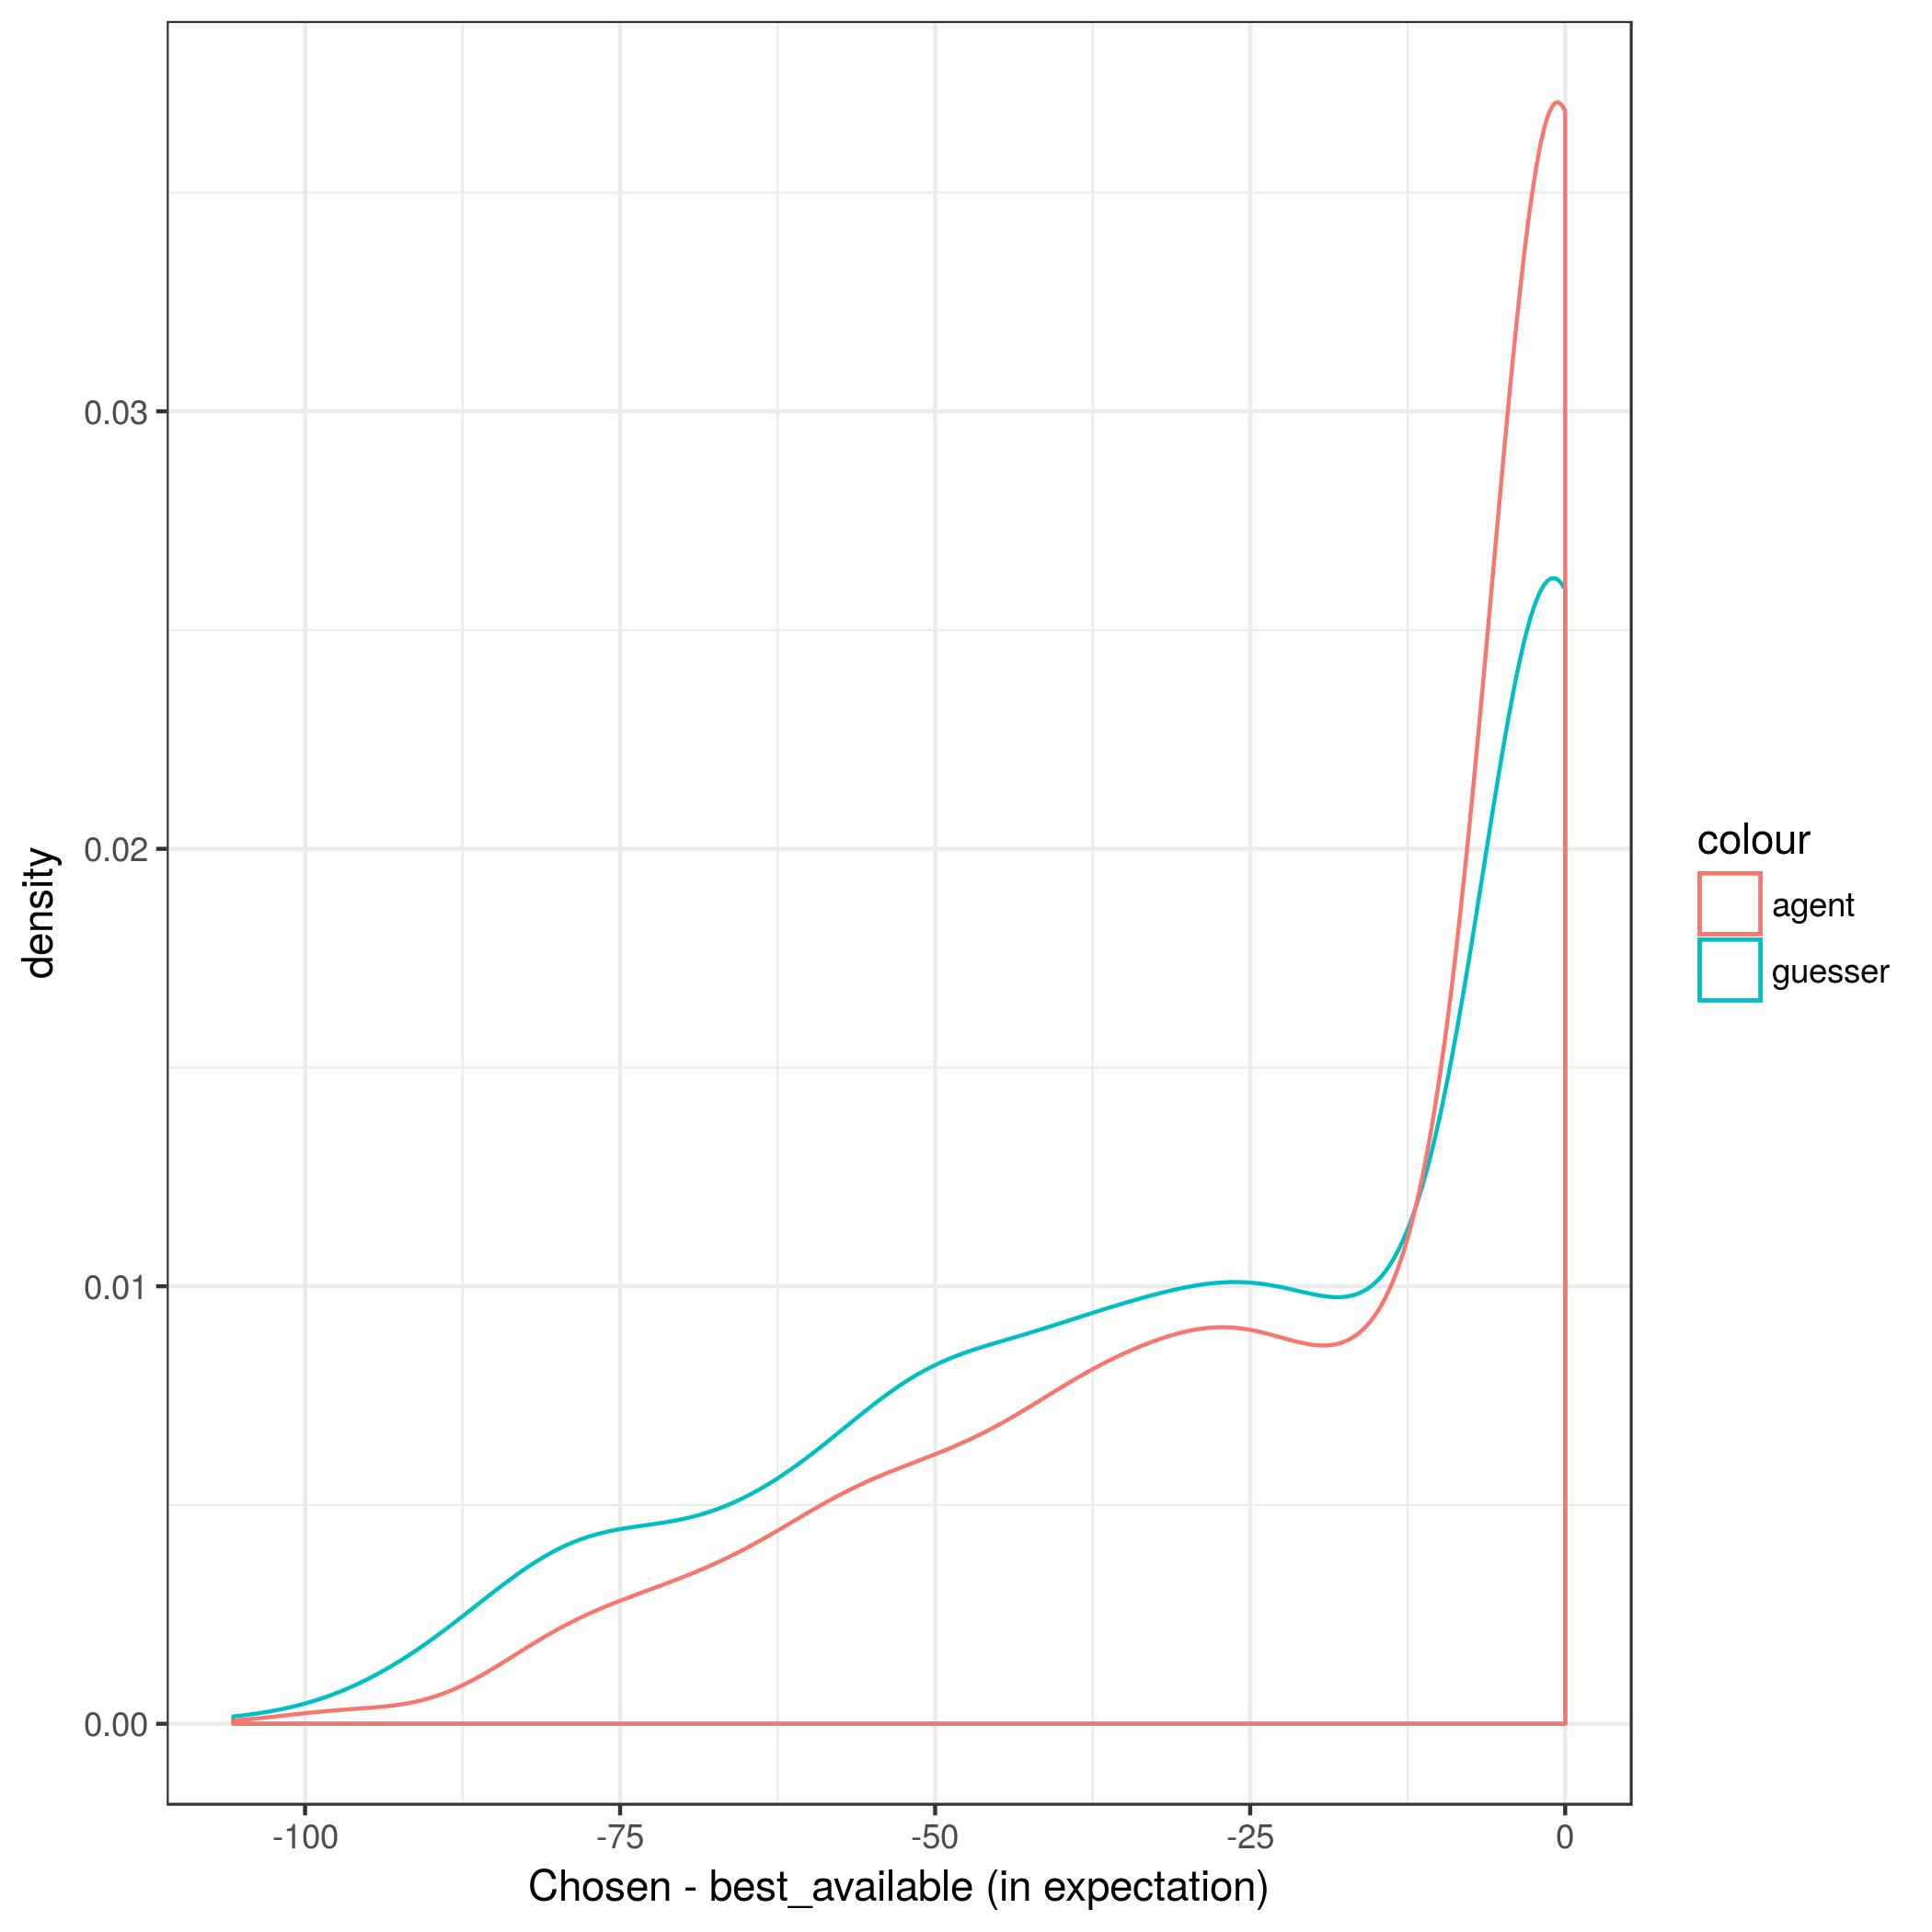 density
0.03
0.02
0.01
0.00
-100
-75
-50
-25
0
Chosen - best_available (in expectation)
colour
agent
guesser